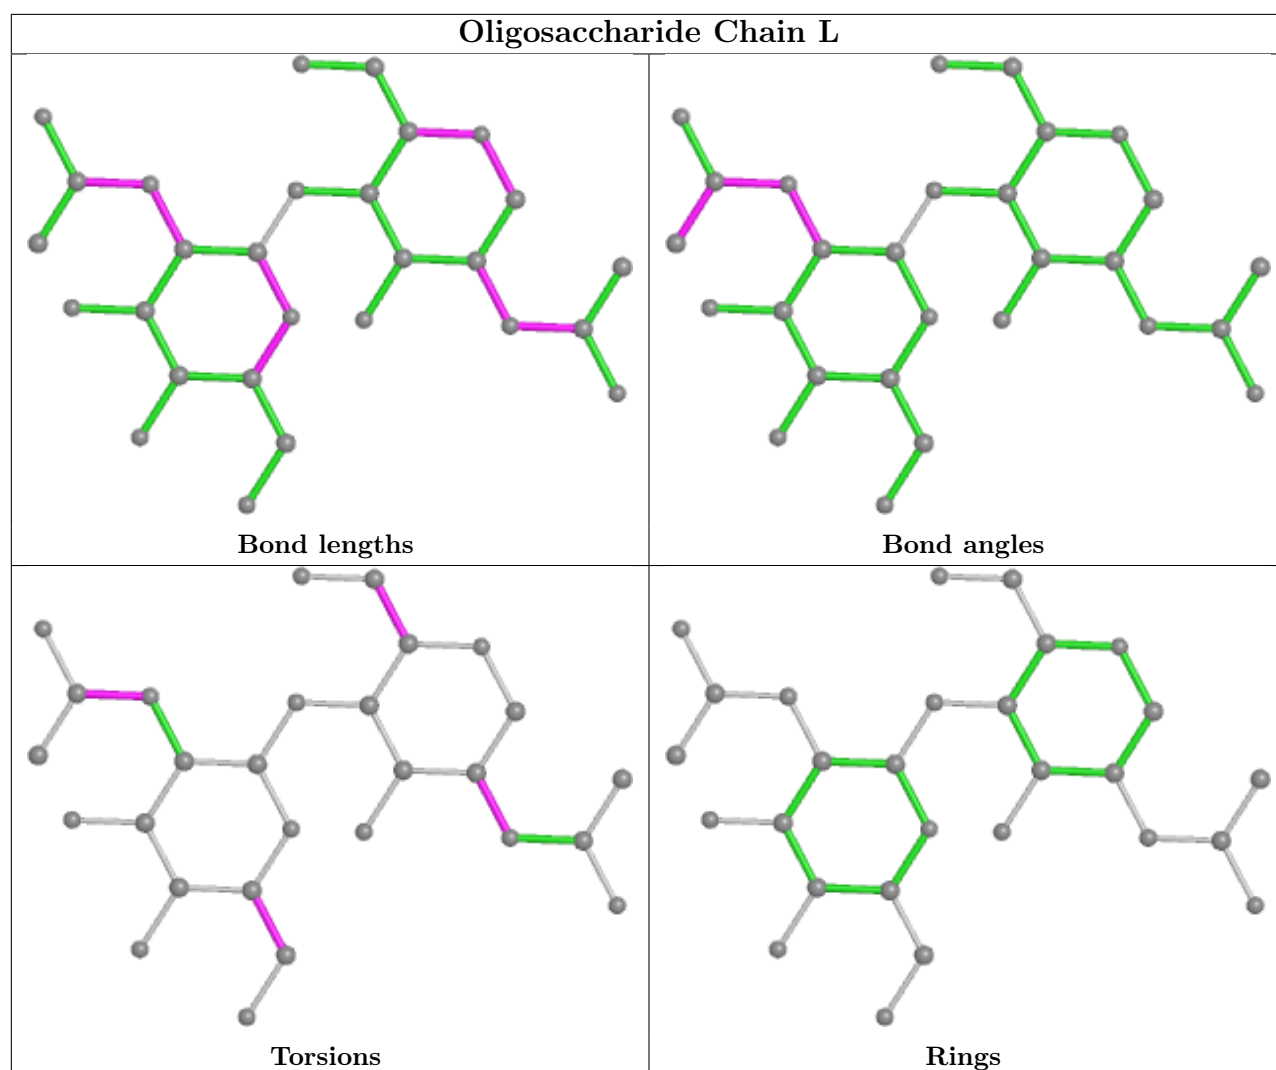 Oligosaccharide Chain L
Bond lengths
Bond angles
Torsions
Rings